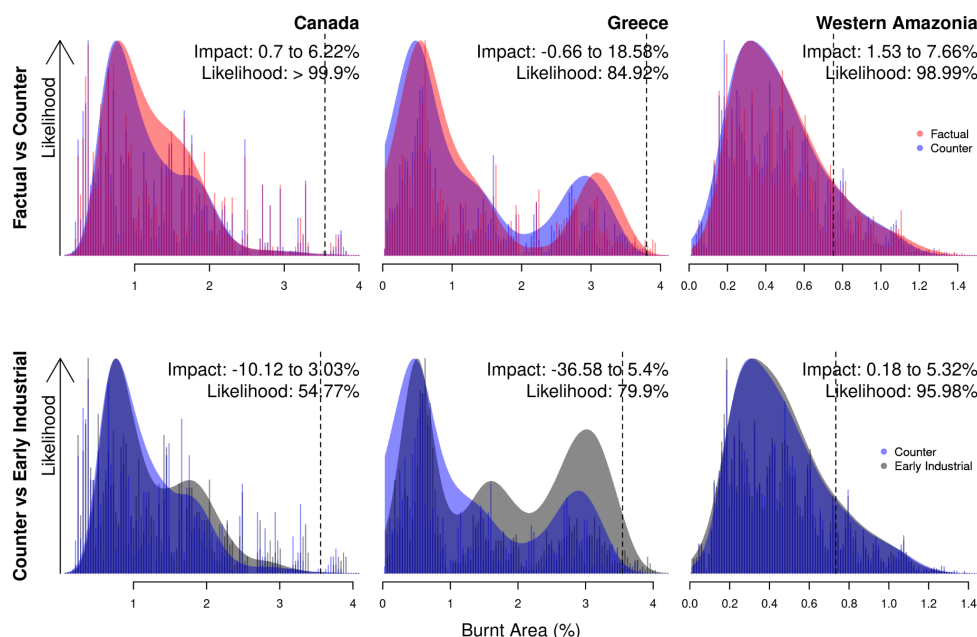 Canada
Greece
Western Amazonia
Factual vs Counter
Likelihood
Impact: 0.7 to 6.22%
Likelihood: > 99.9%
Impact: -0.66 to 18.58%
Likelihood: 84.92%
Impact: 1.53 to 7.66%
Likelihood: 98.99%
Factual
Counter
1 2 3 4
0 1 2 3 4
0.0 0.2 0.4 0.6 0.8 1.0 1.2 1.4
Counter vs Early Industrial
Likelihood
Impact: -10.12 to 3.03%
Likelihood: 54.77%
Impact: -36.58 to 5.4%
Likelihood: 79.9%
Impact: 0.18 to 5.32%
Likelihood: 95.98%
Counter
Early Industrial
1 2 3 4
0 1 2 3 4
0.0 0.2 0.4 0.6 0.8 1.0 1.2 1.4
Burnt Area (%)